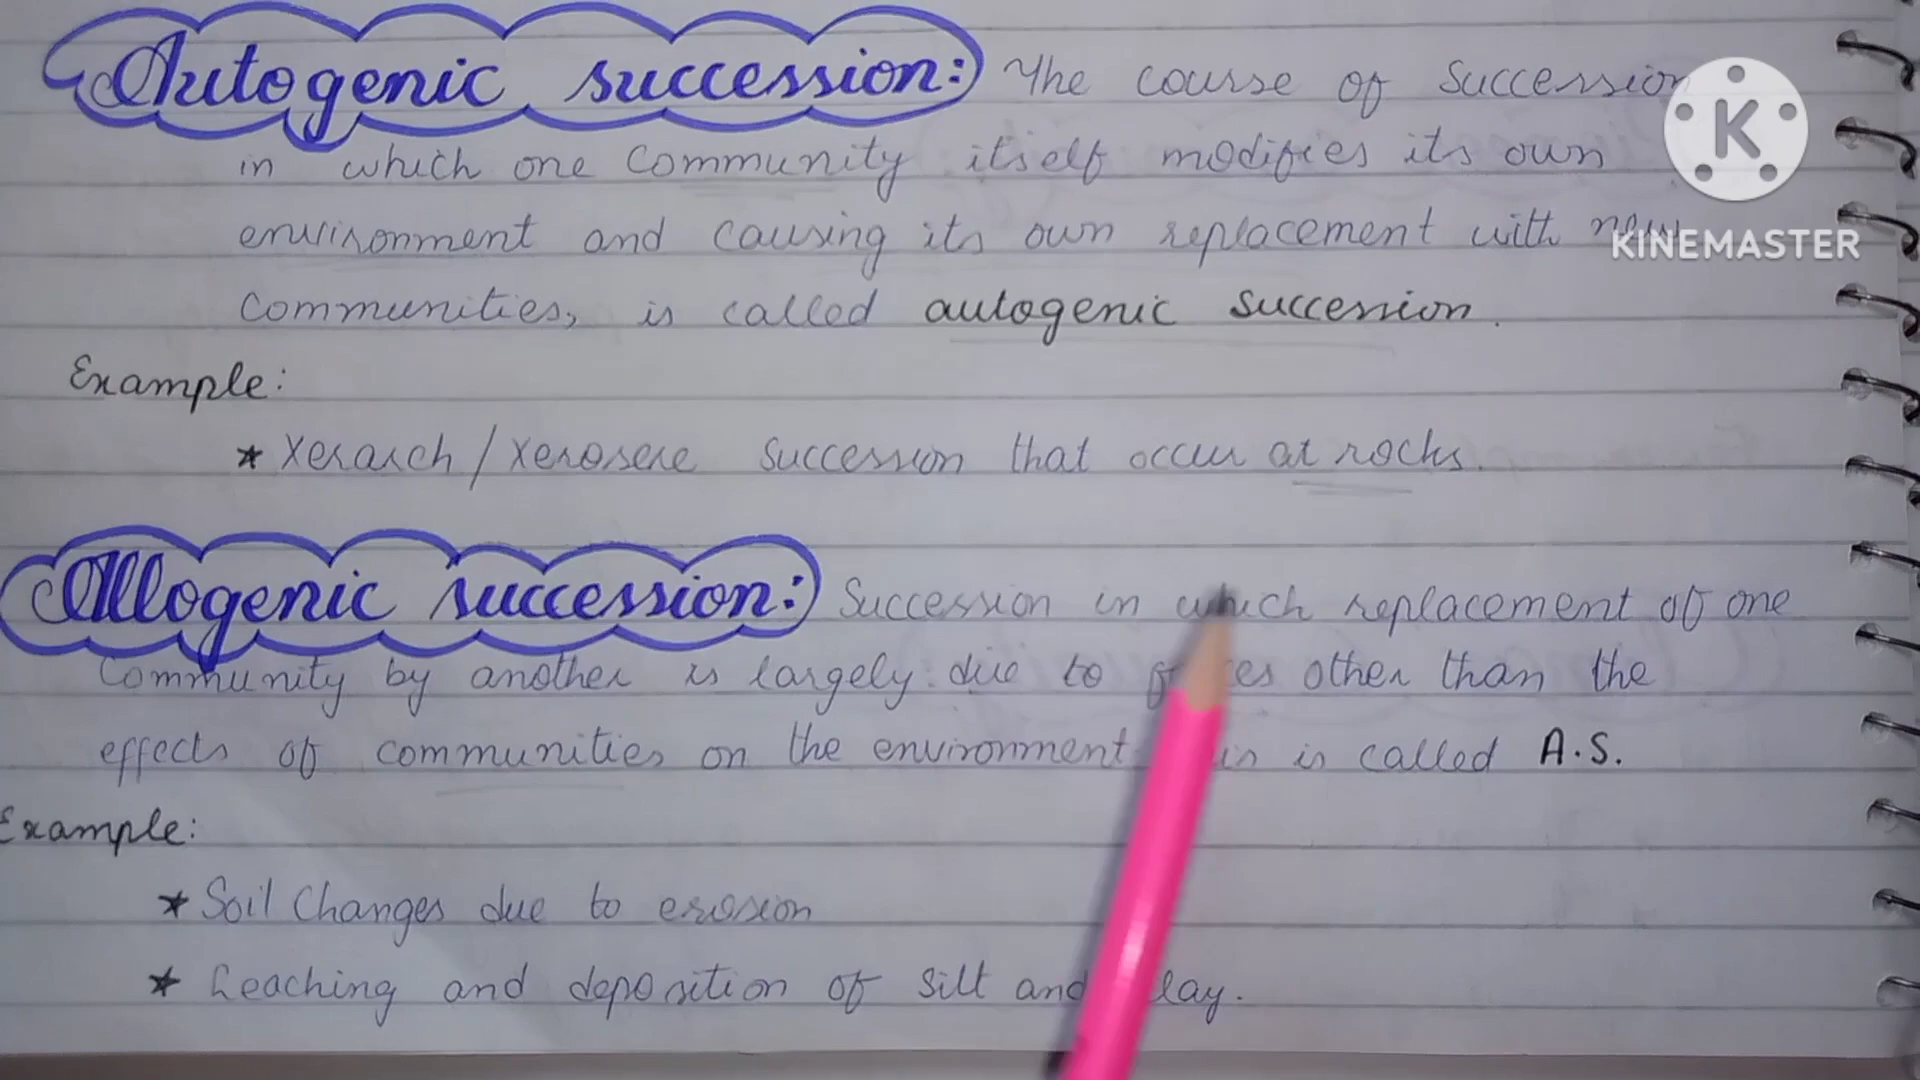 Autogenic succession: The course of Succession
in which one Community itself modifies its own
environment and causing its own replacement with new
Communities, is called autogenic succession.
Example:
* Xerarch/Xerosere Succession that occur at rocks.
Allogenic succession: Succession in which replacement of one
Community by another is largely due to other than the
effects of communities on the environment is called A.S.
Example:
* Soil Changes due to erosion
* Leaching and deposition of Silt and
K
KINEMASTER